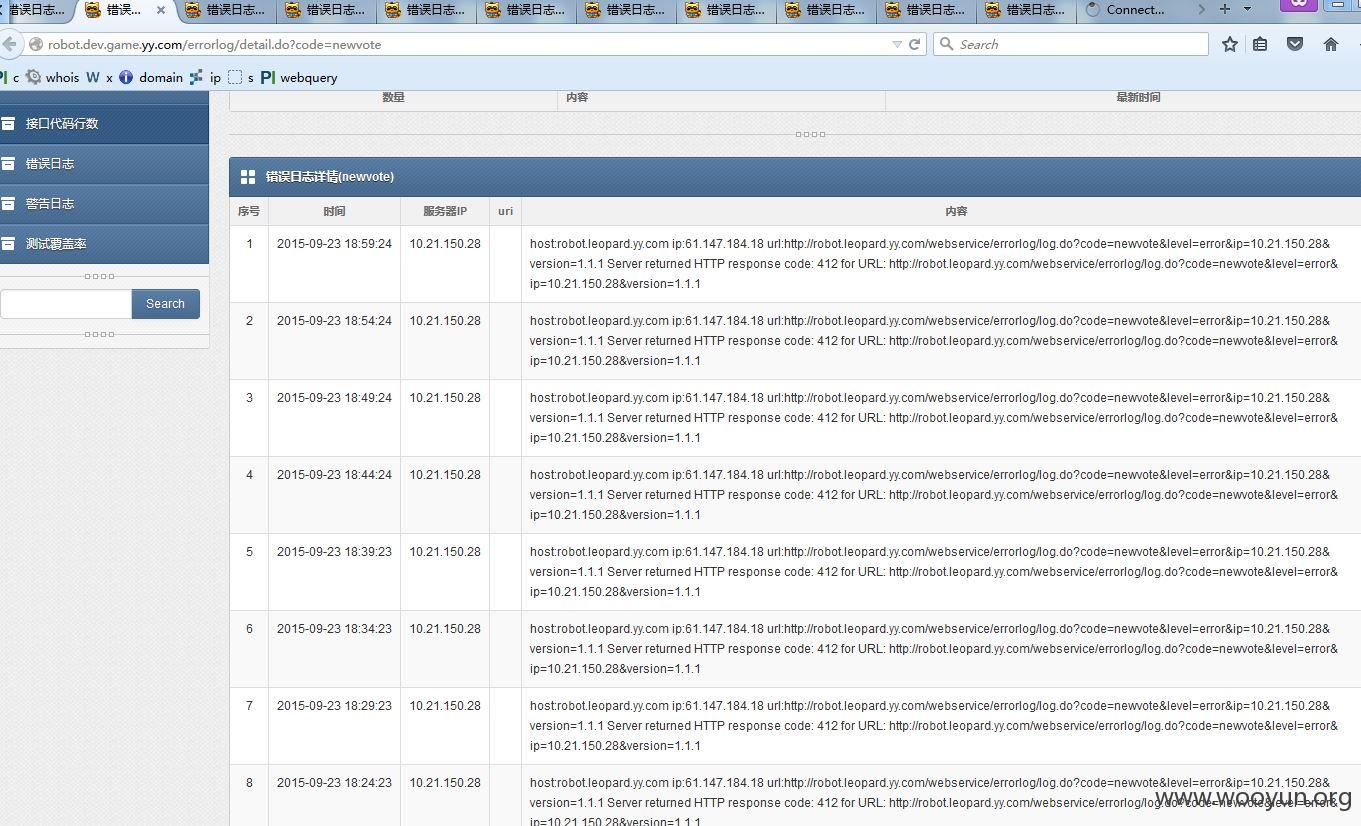 错误日志... 错误... 错误日志... 错误日志... 错误日志... 错误日志... 错误日志... 错误日志... 错误日志... 错误日志... 错误日志... Connect...
robot.dev.game.yy.com/errorlog/detail.do?code=newvote
Search
c whois W x domain ip s PI webquery
数量 内容 最新时间
接口代码行数
错误日志
警告日志
测试覆盖率
Search
错误日志详情(newvote)
序号 时间 服务器IP uri 内容
1 2015-09-23 18:59:24 10.21.150.28 host:robot.leopard.yy.com ip:61.147.184.18 url:http://robot.leopard.yy.com/webservice/errorlog/log.do?code=newvote&level=error&ip=10.21.150.28&
version=1.1.1 Server returned HTTP response code: 412 for URL: http://robot.leopard.yy.com/webservice/errorlog/log.do?code=newvote&level=error&
ip=10.21.150.28&version=1.1.1
2 2015-09-23 18:54:24 10.21.150.28 host:robot.leopard.yy.com ip:61.147.184.18 url:http://robot.leopard.yy.com/webservice/errorlog/log.do?code=newvote&level=error&ip=10.21.150.28&
version=1.1.1 Server returned HTTP response code: 412 for URL: http://robot.leopard.yy.com/webservice/errorlog/log.do?code=newvote&level=error&
ip=10.21.150.28&version=1.1.1
3 2015-09-23 18:49:24 10.21.150.28 host:robot.leopard.yy.com ip:61.147.184.18 url:http://robot.leopard.yy.com/webservice/errorlog/log.do?code=newvote&level=error&ip=10.21.150.28&
version=1.1.1 Server returned HTTP response code: 412 for URL: http://robot.leopard.yy.com/webservice/errorlog/log.do?code=newvote&level=error&
ip=10.21.150.28&version=1.1.1
4 2015-09-23 18:44:24 10.21.150.28 host:robot.leopard.yy.com ip:61.147.184.18 url:http://robot.leopard.yy.com/webservice/errorlog/log.do?code=newvote&level=error&ip=10.21.150.28&
version=1.1.1 Server returned HTTP response code: 412 for URL: http://robot.leopard.yy.com/webservice/errorlog/log.do?code=newvote&level=error&
ip=10.21.150.28&version=1.1.1
5 2015-09-23 18:39:23 10.21.150.28 host:robot.leopard.yy.com ip:61.147.184.18 url:http://robot.leopard.yy.com/webservice/errorlog/log.do?code=newvote&level=error&ip=10.21.150.28&
version=1.1.1 Server returned HTTP response code: 412 for URL: http://robot.leopard.yy.com/webservice/errorlog/log.do?code=newvote&level=error&
ip=10.21.150.28&version=1.1.1
6 2015-09-23 18:34:23 10.21.150.28 host:robot.leopard.yy.com ip:61.147.184.18 url:http://robot.leopard.yy.com/webservice/errorlog/log.do?code=newvote&level=error&ip=10.21.150.28&
version=1.1.1 Server returned HTTP response code: 412 for URL: http://robot.leopard.yy.com/webservice/errorlog/log.do?code=newvote&level=error&
ip=10.21.150.28&version=1.1.1
7 2015-09-23 18:29:23 10.21.150.28 host:robot.leopard.yy.com ip:61.147.184.18 url:http://robot.leopard.yy.com/webservice/errorlog/log.do?code=newvote&level=error&ip=10.21.150.28&
version=1.1.1 Server returned HTTP response code: 412 for URL: http://robot.leopard.yy.com/webservice/errorlog/log.do?code=newvote&level=error&
ip=10.21.150.28&version=1.1.1
8 2015-09-23 18:24:23 10.21.150.28 host:robot.leopard.yy.com ip:61.147.184.18 url:http://robot.leopard.yy.com/webservice/errorlog/log.do?code=newvote&level=error&ip=10.21.150.28&
version=1.1.1 Server returned HTTP response code: 412 for URL: http://robot.leopard.yy.com/webservice/errorlog/log.do?code=newvote&level=error&
ip=10.21.150.28&version=1.1.1
www.wooyun.org